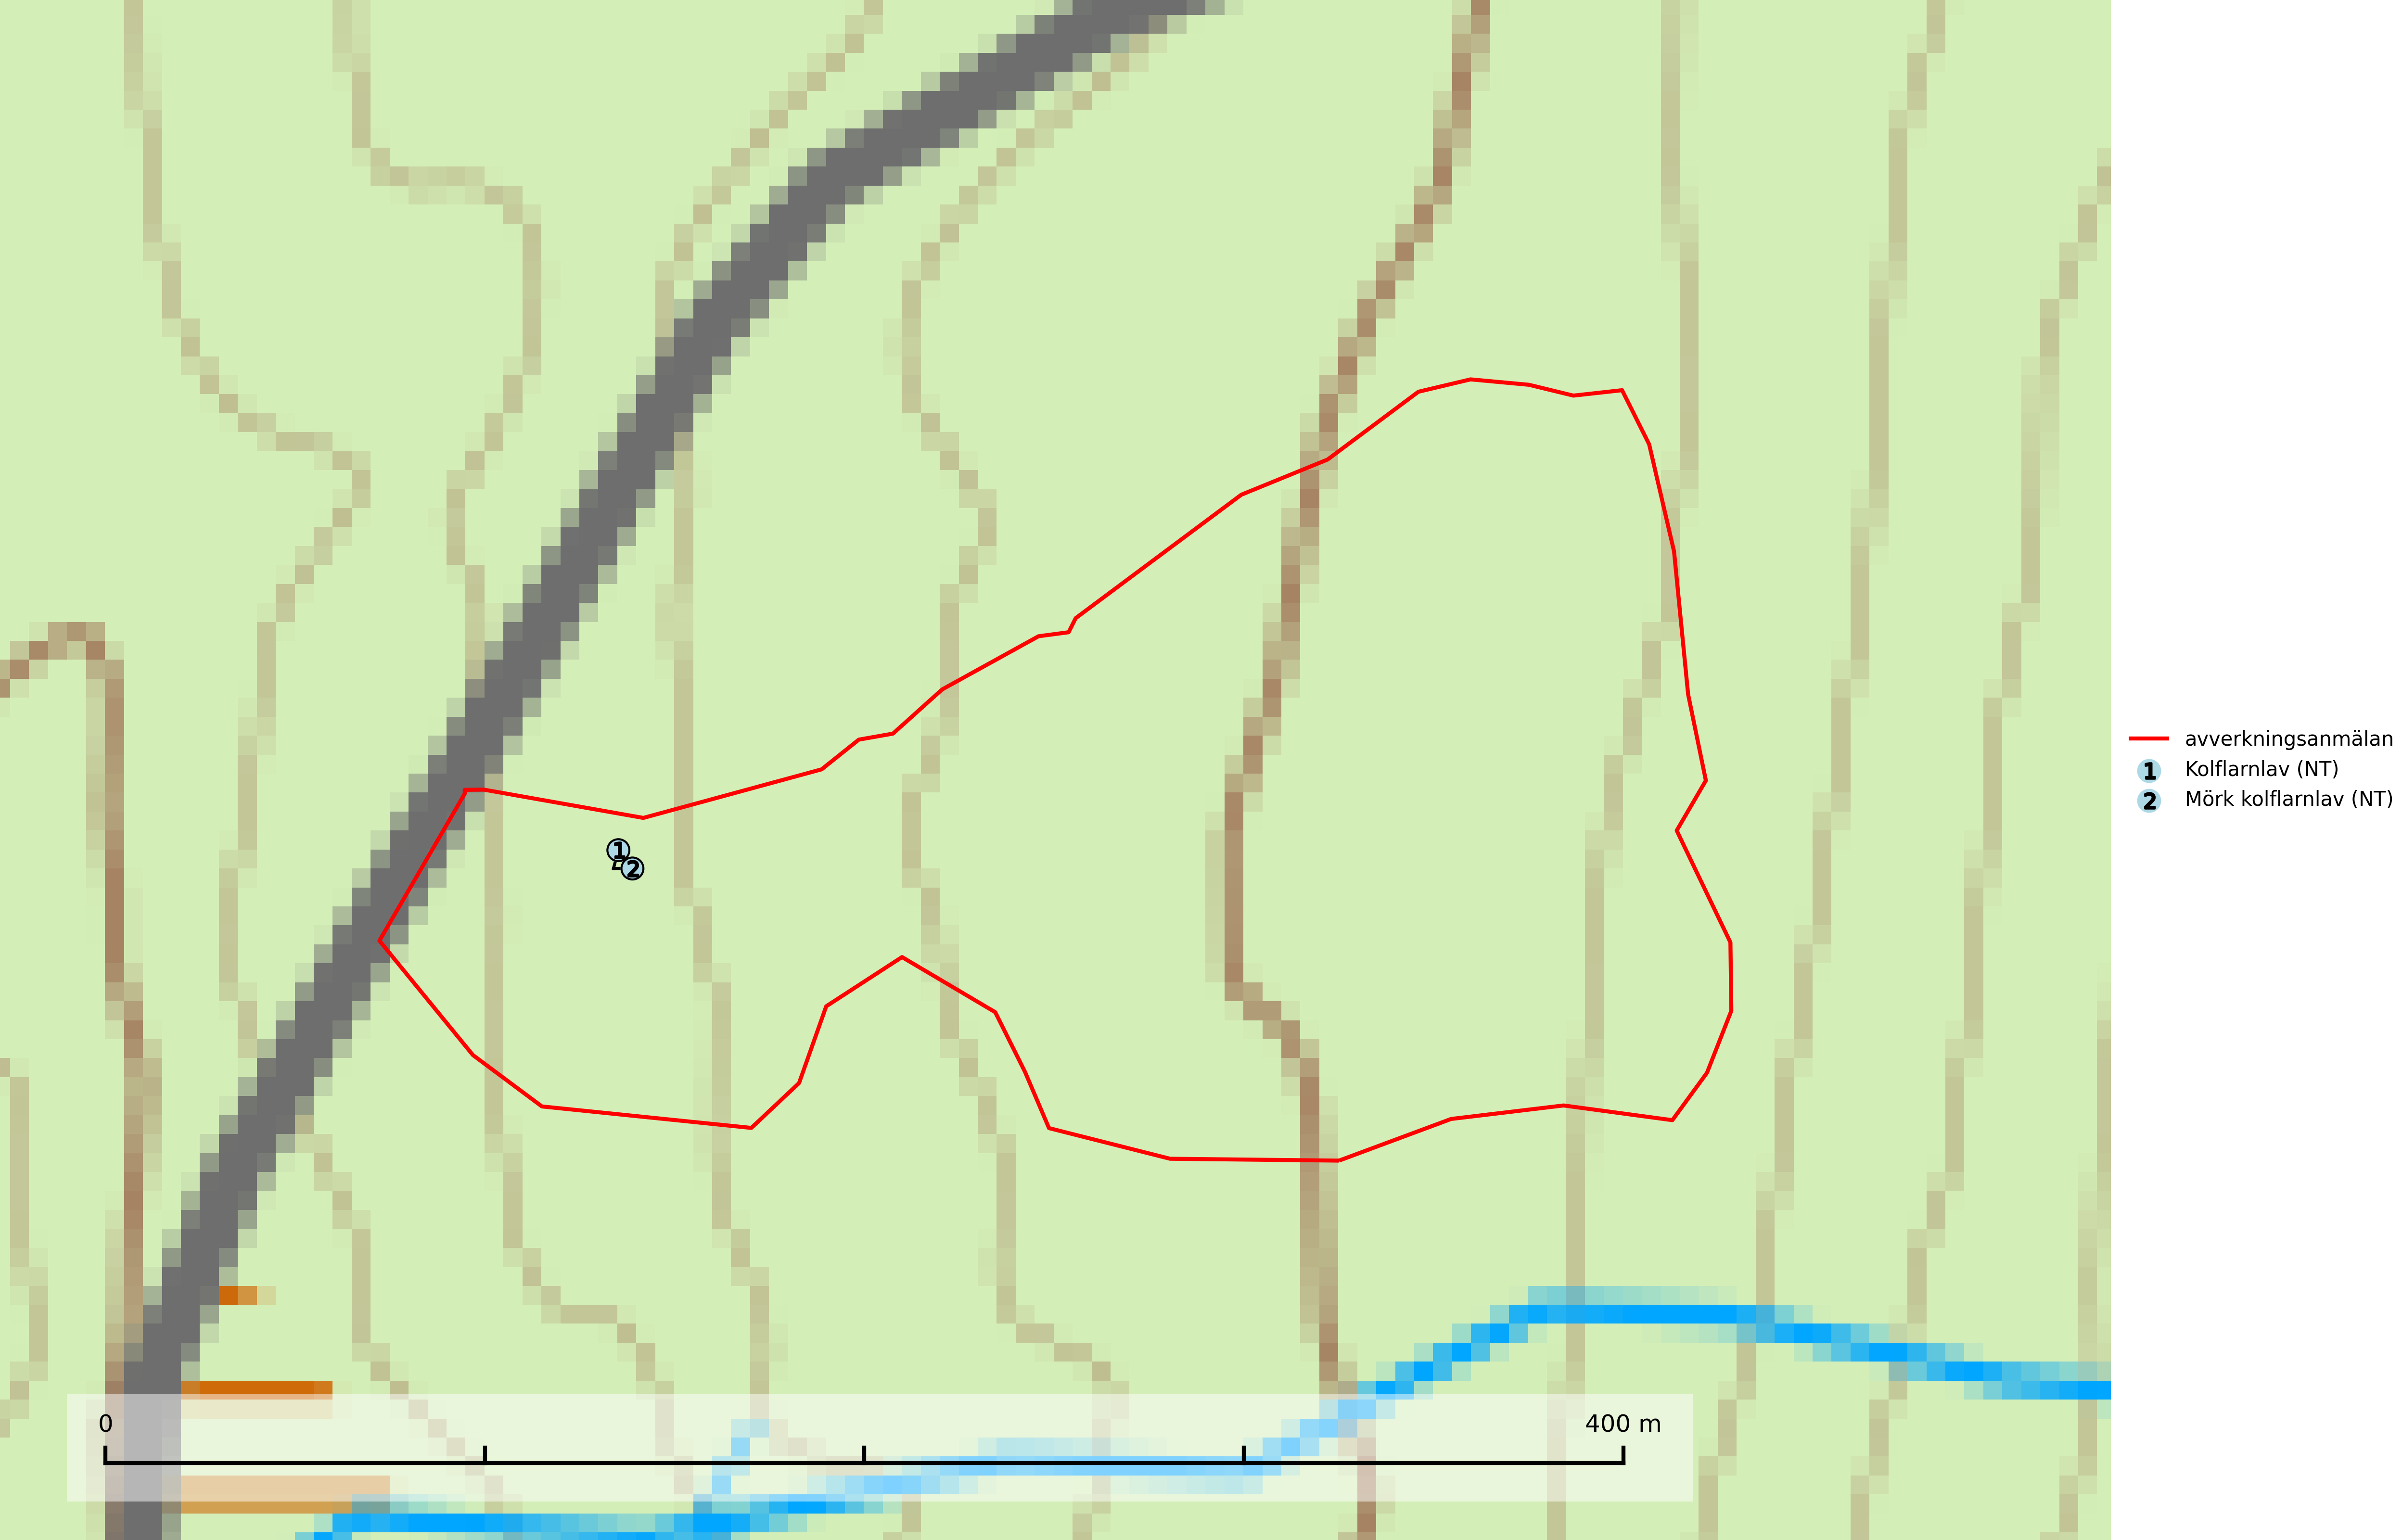 avverkningsanmälan
1 Kolflarnlav (NT)
2 Mörk kolflarnlav (NT)
1
2
0 400 m